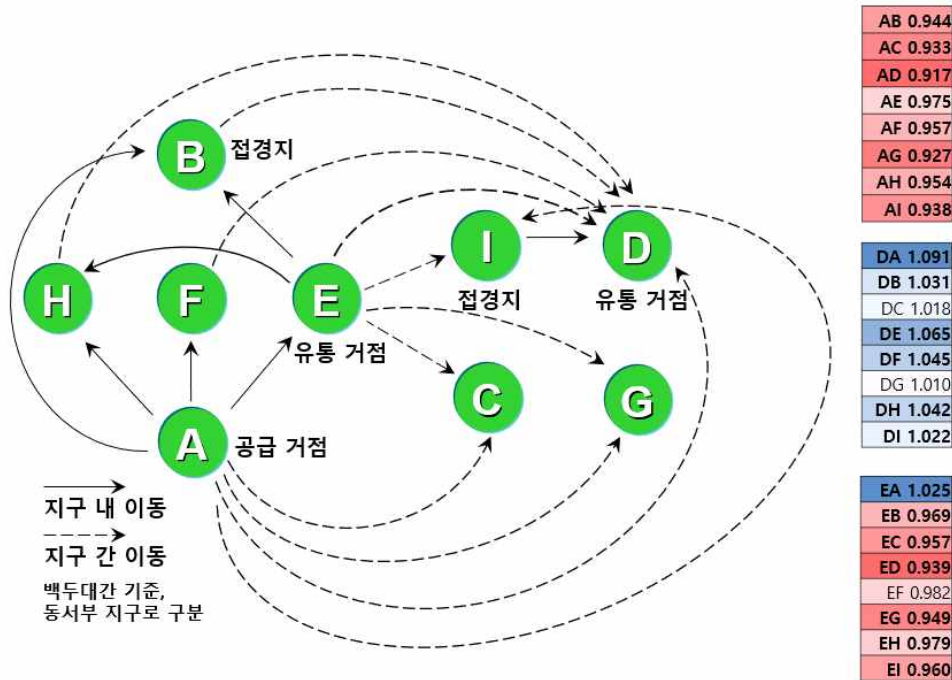 B
접경지
H
F
E
유통 거점
I
접경지
D
유통 거점
C
G
A
공급 거점
지구 내 이동
지구 간 이동
백두대간 기준,
동서부 지구로 구분
AB 0.944
AC 0.933
AD 0.917
AE 0.975
AF 0.957
AG 0.927
AH 0.954
AI 0.938
DA 1.091
DB 1.031
DC 1.018
DE 1.065
DF 1.045
DG 1.010
DH 1.042
DI 1.022
EA 1.025
EB 0.969
EC 0.957
ED 0.939
EF 0.982
EG 0.949
EH 0.979
EI 0.960